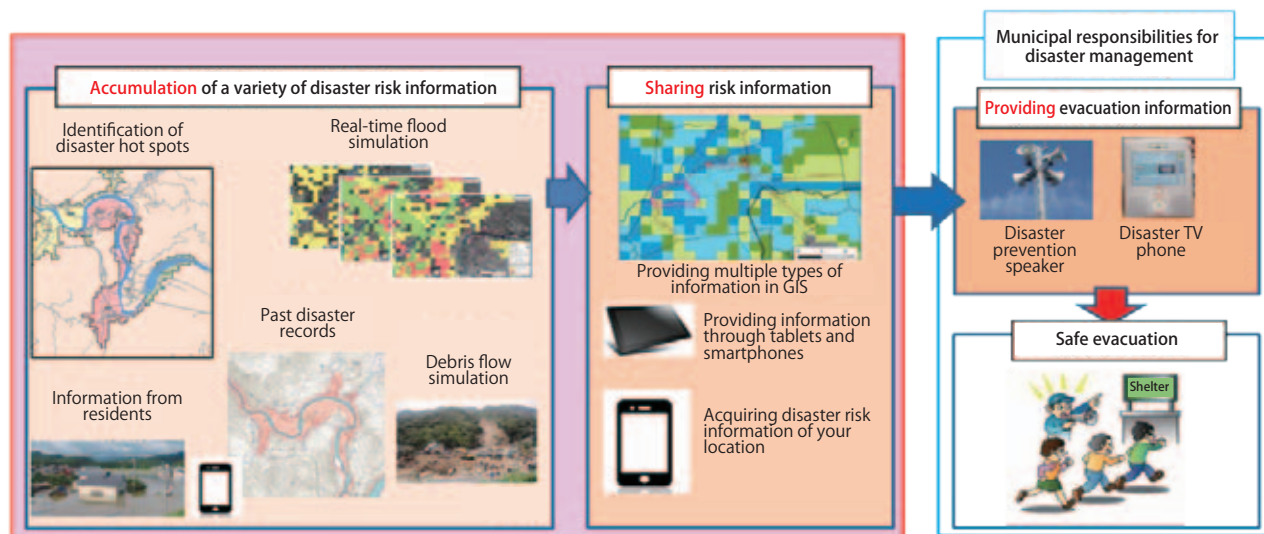 Accumulation of a variety of disaster risk information
Identification of
disaster hot spots
Real-time flood
simulation
Past disaster
records
Debris flow
simulation
Information from
residents
Sharing risk information
Providing multiple types of
information in GIS
Providing information
through tablets and
smartphones
Acquiring disaster risk
information of your
location
Municipal responsibilities for
disaster management
Providing evacuation information
Disaster
prevention
speaker
Disaster TV
phone
Safe evacuation
Shelter